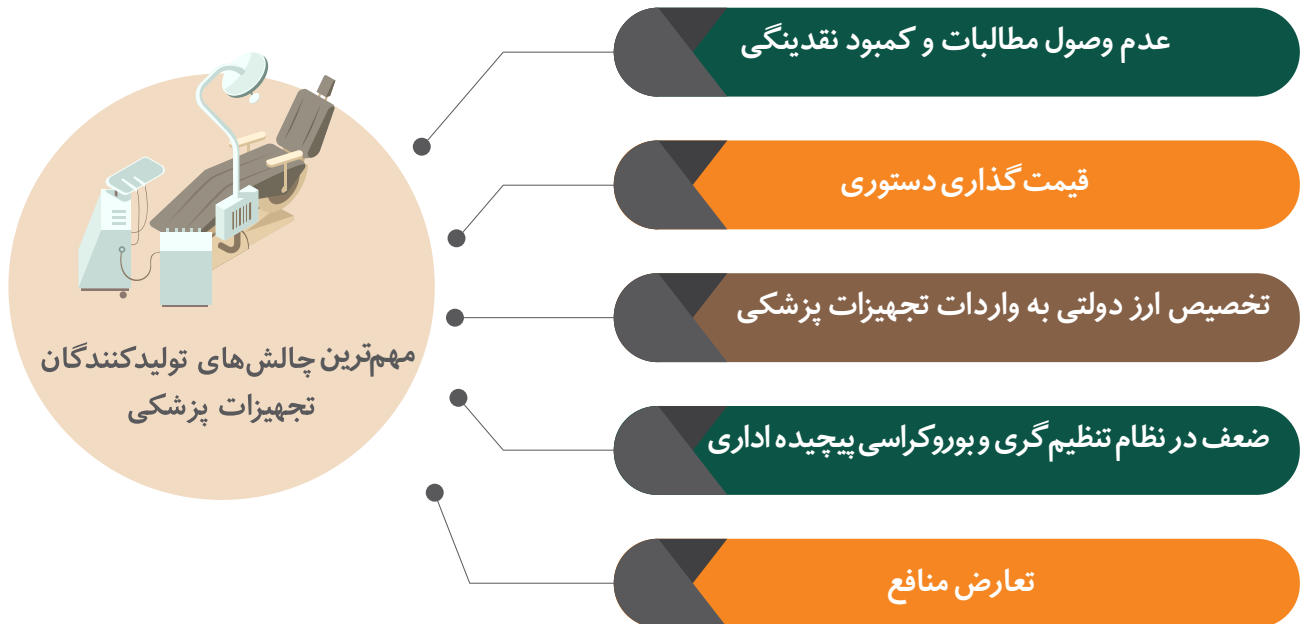 مهم‌ترین چالش‌های تولیدکنندگان
تجهیزات پزشکی
عدم وصول مطالبات و کمبود نقدینگی
قیمت‌گذاری دستوری
تخصیص ارز دولتی به واردات تجهیزات پزشکی
ضعف در نظام تنظیم‌گری و بوروکراسی پیچیده اداری
تعارض منافع